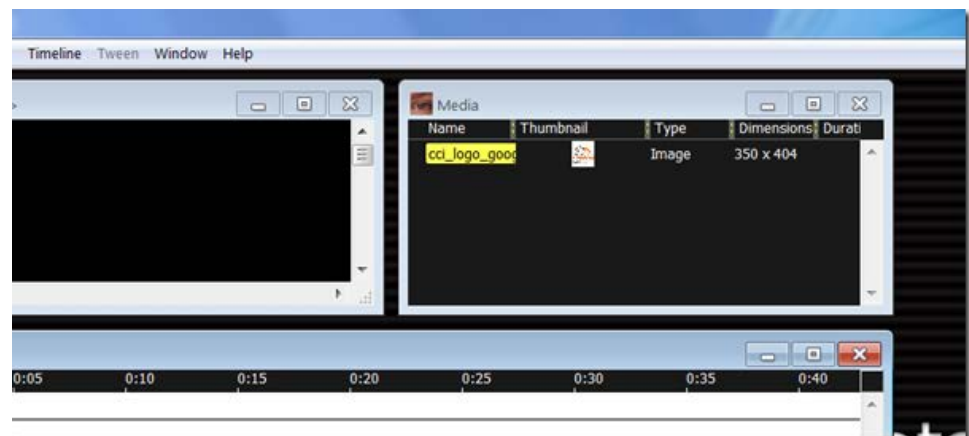 Timeline Tween Window Help
Media
Name Thumbnail Type Dimensions Durati
cci_logo_good Image 350 x 404
0:05 0:10 0:15 0:20 0:25 0:30 0:35 0:40